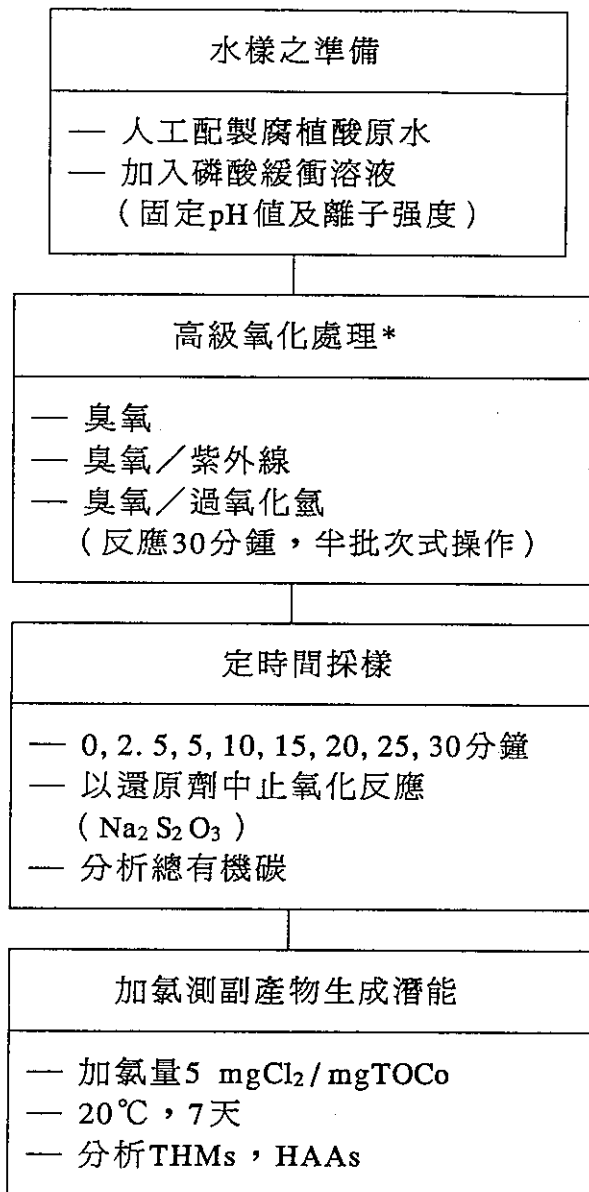 水樣之準備
— 人工配製腐植酸原水
— 加入磷酸緩衝溶液
（固定pH值及離子强度）
高級氧化處理*
— 臭氧
— 臭氧／紫外線
— 臭氧／過氧化氫
（反應30分鍾，半批次式操作）
定時間採樣
— 0, 2. 5, 5, 10, 15, 20, 25, 30分鐘
— 以還原劑中止氧化反應
（Na₂ S₂ O₃）
— 分析總有機碳
加氯測副產物生成潛能
— 加氯量5 mgCl₂/mgTOCo
— 20℃，7天
— 分析THMs，HAAs